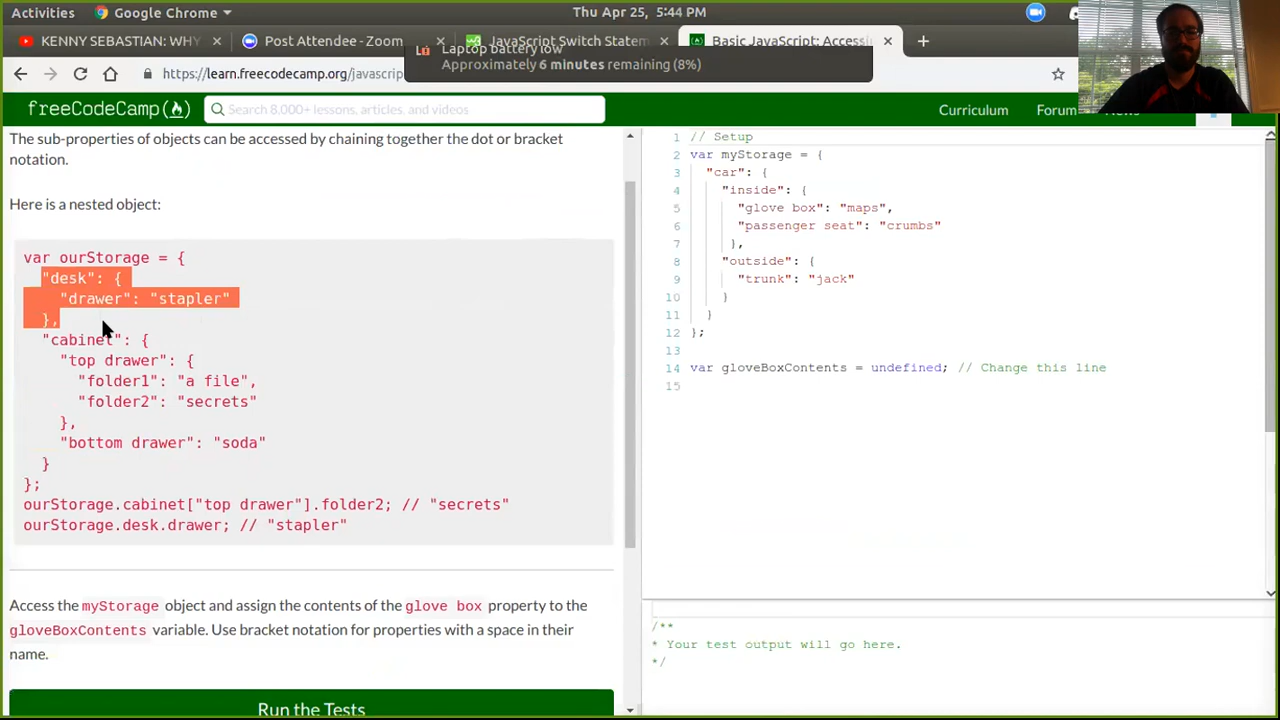 Activities
Google Chrome
Thu Apr 25, 5:44 PM
KENNY SEBASTIAN: WHY
Post Attendee - Zoom
JavaScript Switch Statem
Basic JavaScript: Accessi
Laptop battery low
Approximately 6 minutes remaining (8%)
https://learn.freecodecamp.org/javascrip
freeCodeCamp
Search 8,000+ lessons, articles, and videos
Curriculum
Forum
The sub-properties of objects can be accessed by chaining together the dot or bracket
notation.
Here is a nested object:
var ourStorage = {
"desk": {
"drawer": "stapler"
},
"cabinet": {
"top drawer": {
"folder1": "a file",
"folder2": "secrets"
},
"bottom drawer": "soda"
}
};
ourStorage.cabinet["top drawer"].folder2; // "secrets"
ourStorage.desk.drawer; // "stapler"
Access the myStorage object and assign the contents of the glove box property to the
gloveBoxContents variable. Use bracket notation for properties with a space in their
name.
Run the Tests
1 // Setup
2 var myStorage = {
3 "car": {
4 "inside": {
5 "glove box": "maps",
6 "passenger seat": "crumbs"
7 },
8 "outside": {
9 "trunk": "jack"
10 }
11 }
12 };
13
14 var gloveBoxContents = undefined; // Change this line
15
/**
* Your test output will go here.
*/